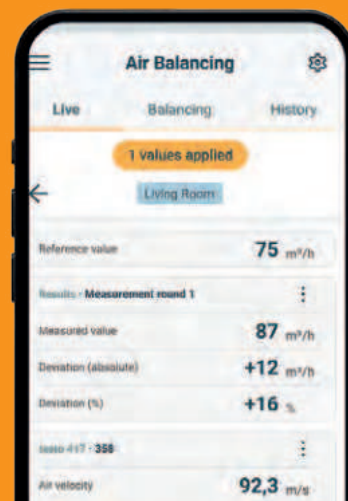 Air Balancing
Live Balancing History
1 values applied
Living Room
Reference value 75 m³/h
Results - Measurement round 1
Measured value 87 m³/h
Deviation (absolute) +12 m³/h
Deviation (%) +16 %
testo 417 - 358
Air velocity 92,3 m/s